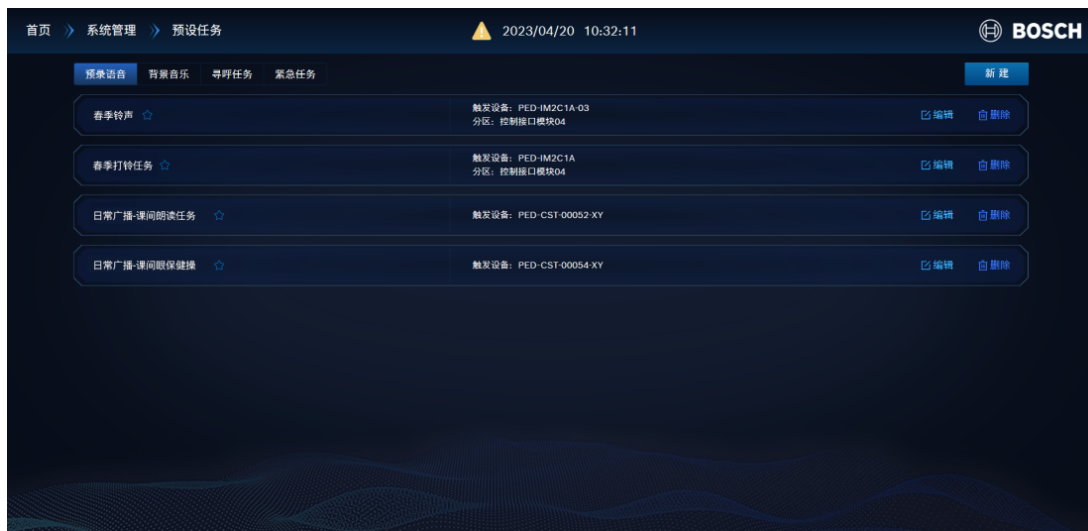 首页 》 系统管理 》 预设任务
2023/04/20 10:32:11
BOSCH
预录语音 背景音乐 寻呼任务 紧急任务
新建
春季铃声
触发设备：PED-IM2C1A-03
分区：控制接口模块04
编辑 删除
春季打铃任务
触发设备：PED-IM2C1A
分区：控制接口模块04
编辑 删除
日常广播-课间朗读任务
触发设备：PED-CST-00052-XY
编辑 删除
日常广播-课间眼保健操
触发设备：PED-CST-00054-XY
编辑 删除